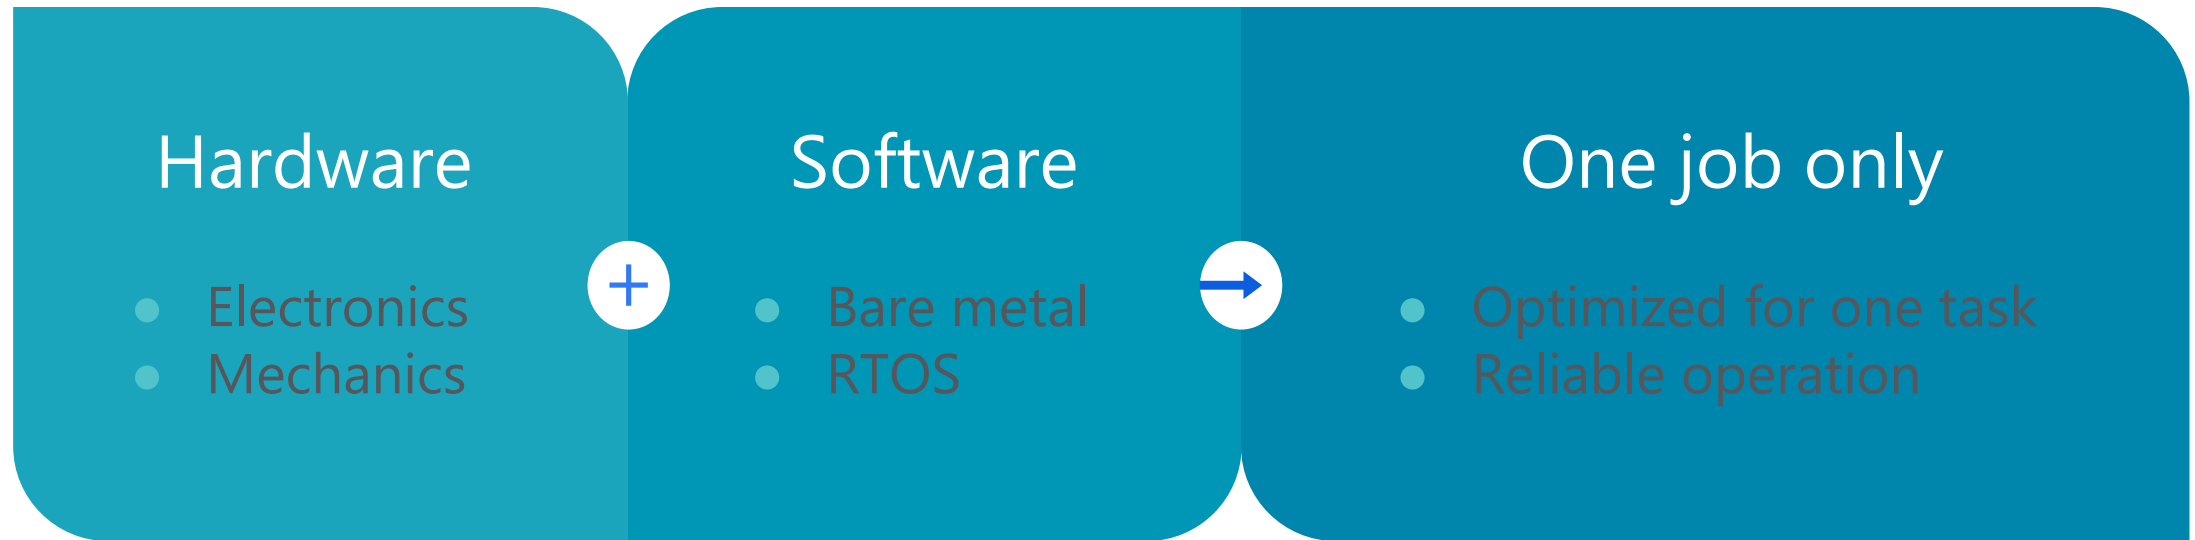 Hardware
Electronics
Mechanics
Software
Bare metal
RTOS
One job only
Optimized for one task
Reliable operation